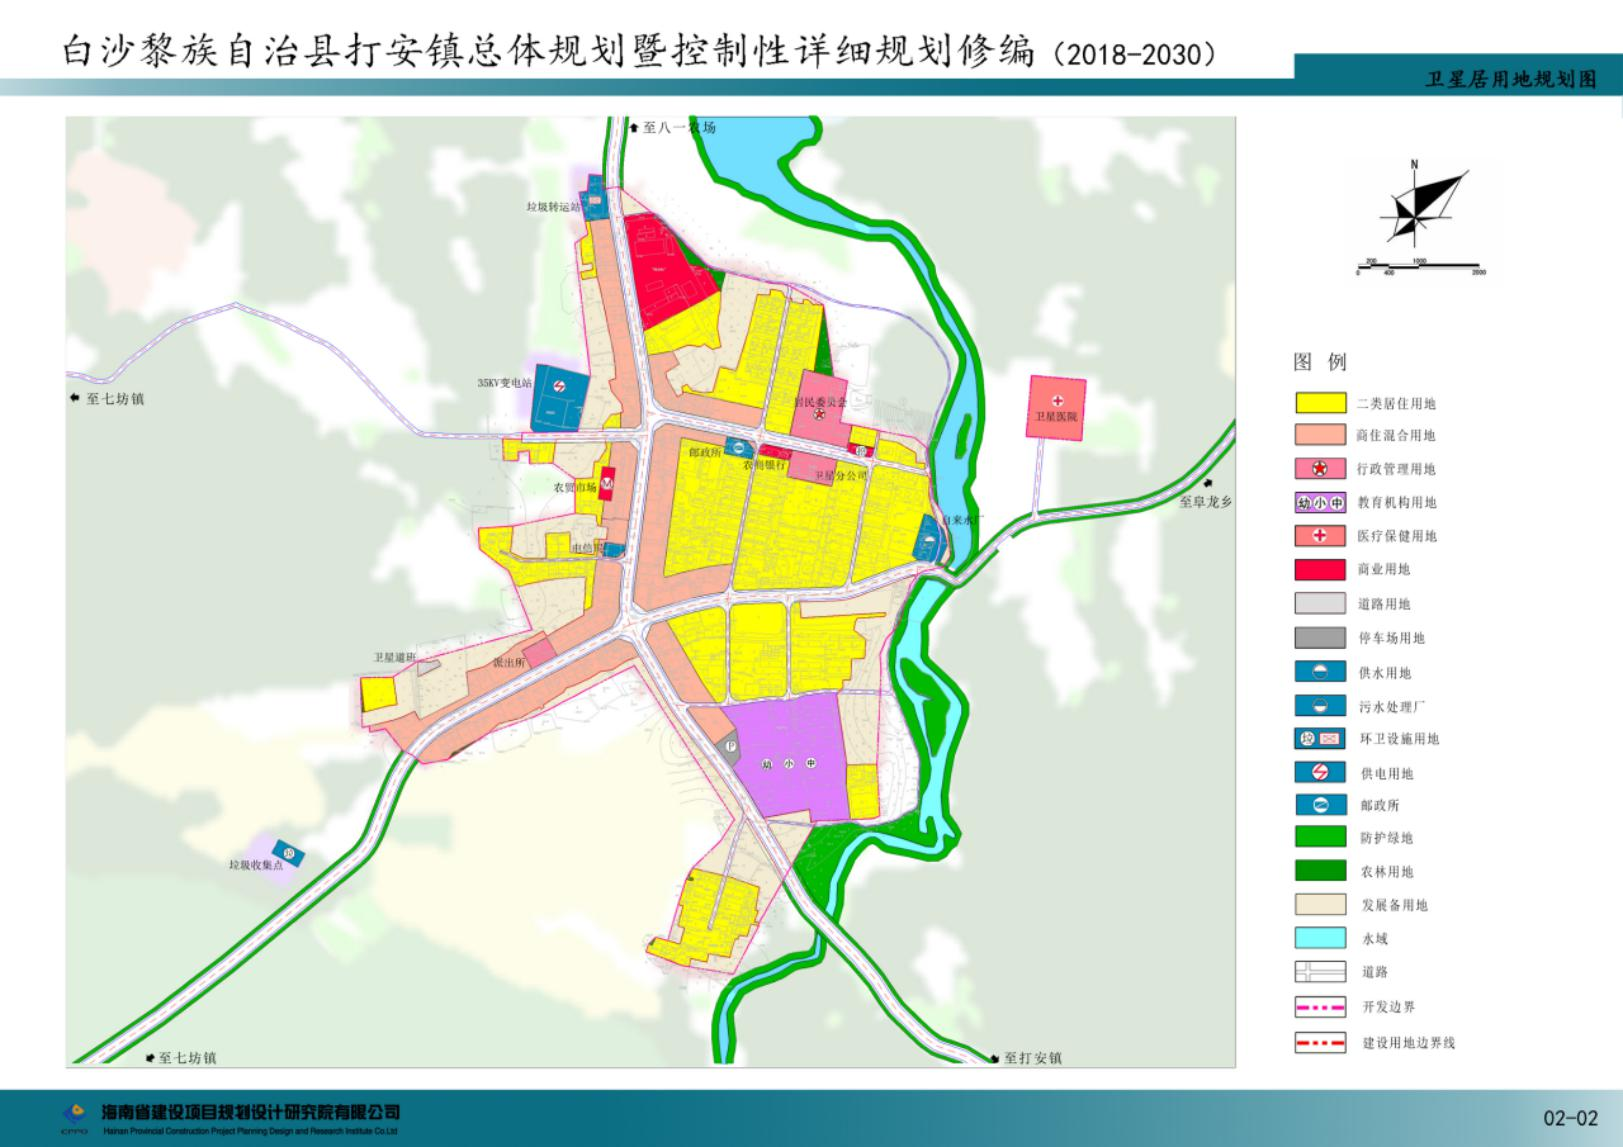 白沙黎族自治县打安镇总体规划暨控制性详细规划修编（2018-2030）
卫星居用地规划图
至八一农场
垃圾转运站
35KV变电站
至七坊镇
居民委员会
邮政所
农商银行
卫星分公司
农贸市场
M
电信所
自来水厂
卫星医院
至阜龙乡
卫星道班
派出所
P
幼 小 中
垃圾收集点
垃
至七坊镇
至打安镇
N
200 1000
0 400 2000
图 例
二类居住用地
商住混合用地
行政管理用地
幼 小 中 教育机构用地
医疗保健用地
商业用地
道路用地
停车场用地
供水用地
污水处理厂
垃 环卫设施用地
供电用地
邮政所
防护绿地
农林用地
发展备用地
水域
道路
开发边界
建设用地边界线
CPPD
海南省建设项目规划设计研究院有限公司
Hainan Provincial Construction Project Planning Design and Research Institute Co.Ltd
02-02